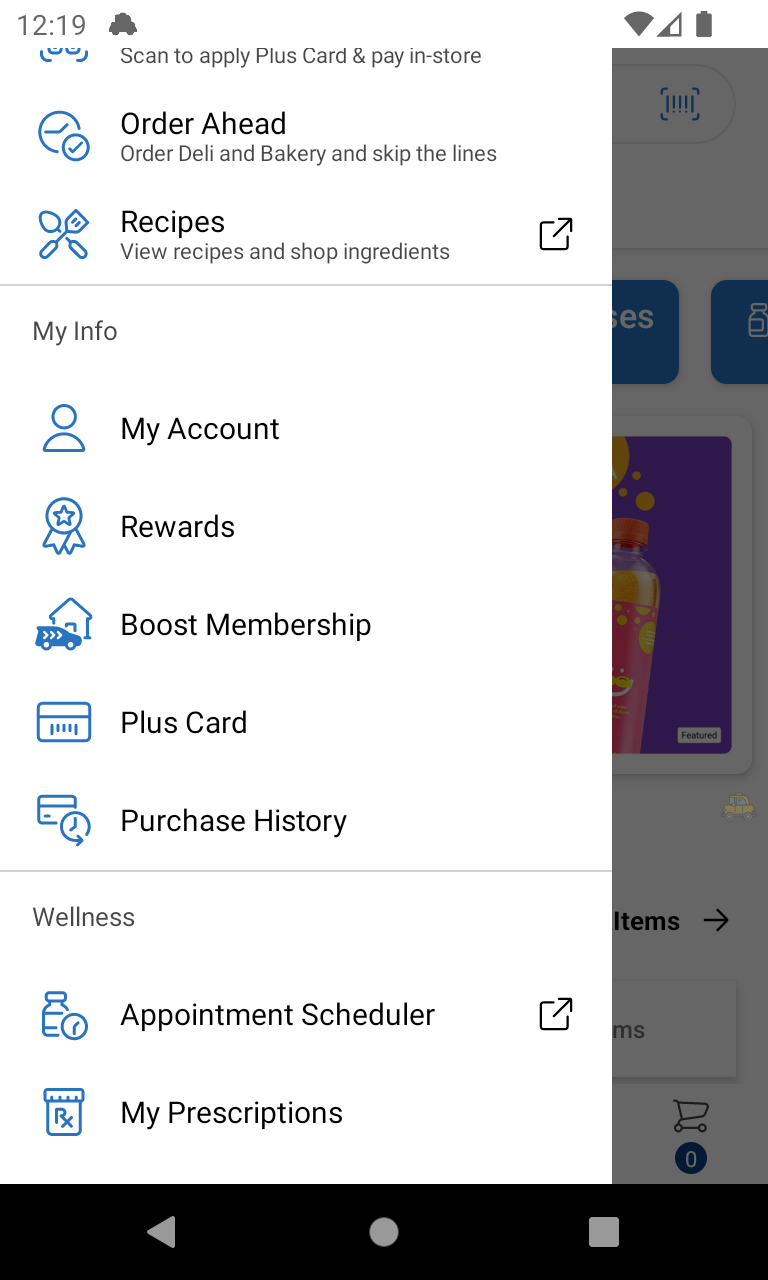 12:19
Scan to apply Plus Card & pay in-store
Order Ahead
Order Deli and Bakery and skip the lines
Recipes
View recipes and shop ingredients
ses
My Info
My Account
Rewards
Boost Membership
Plus Card
Featured
Purchase History
Wellness
Items
Appointment Scheduler
ms
My Prescriptions
Rx
0